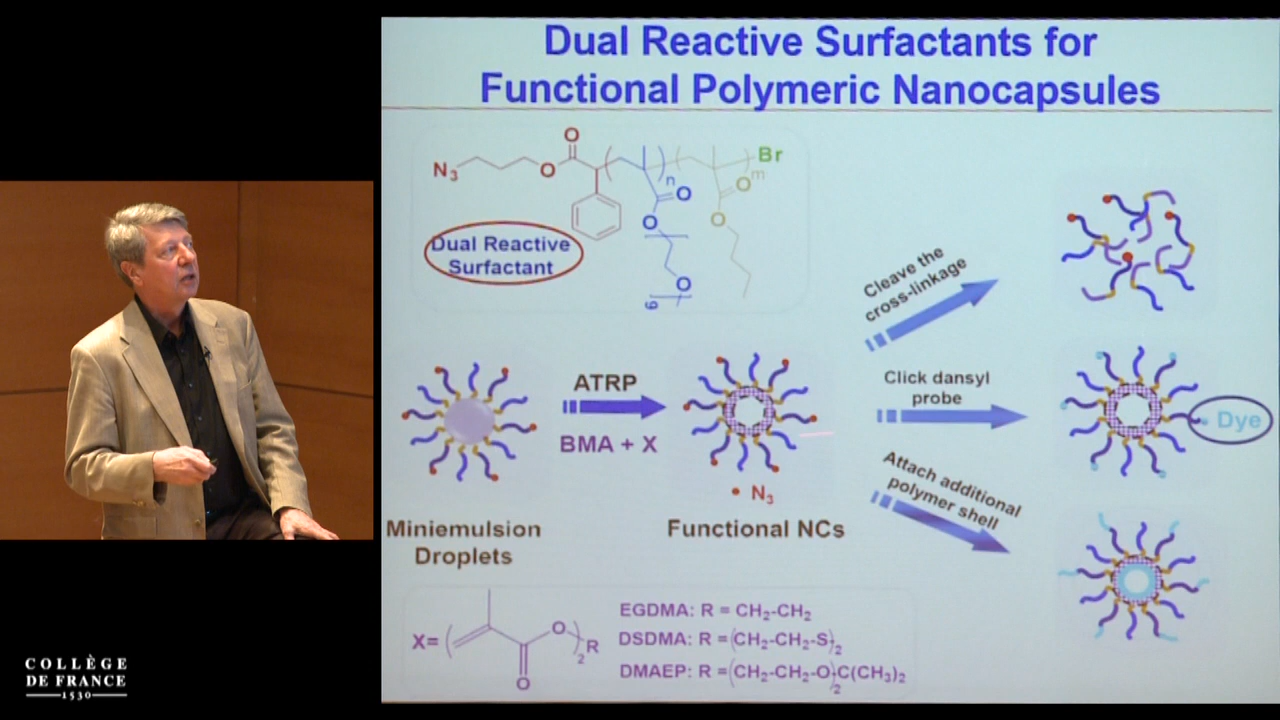 Dual Reactive Surfactants for
Functional Polymeric Nanocapsules
O
N₃
O
n
O
O
O
6
m
O
O
Br
Dual Reactive
Surfactant
Cleave the
cross-linkage
ATRP
BMA + X
Click dansyl
probe
Dye
Attach additional
polymer shell
• N₃
Miniemulsion
Droplets
Functional NCs
X=
O
O
2
R
EGDMA: R = CH₂-CH₂
DSDMA: R =(CH₂-CH₂-S)₂
DMAEP: R =(CH₂-CH₂-O)₂C(CH₃)₂
COLLÈGE
DE FRANCE
1530